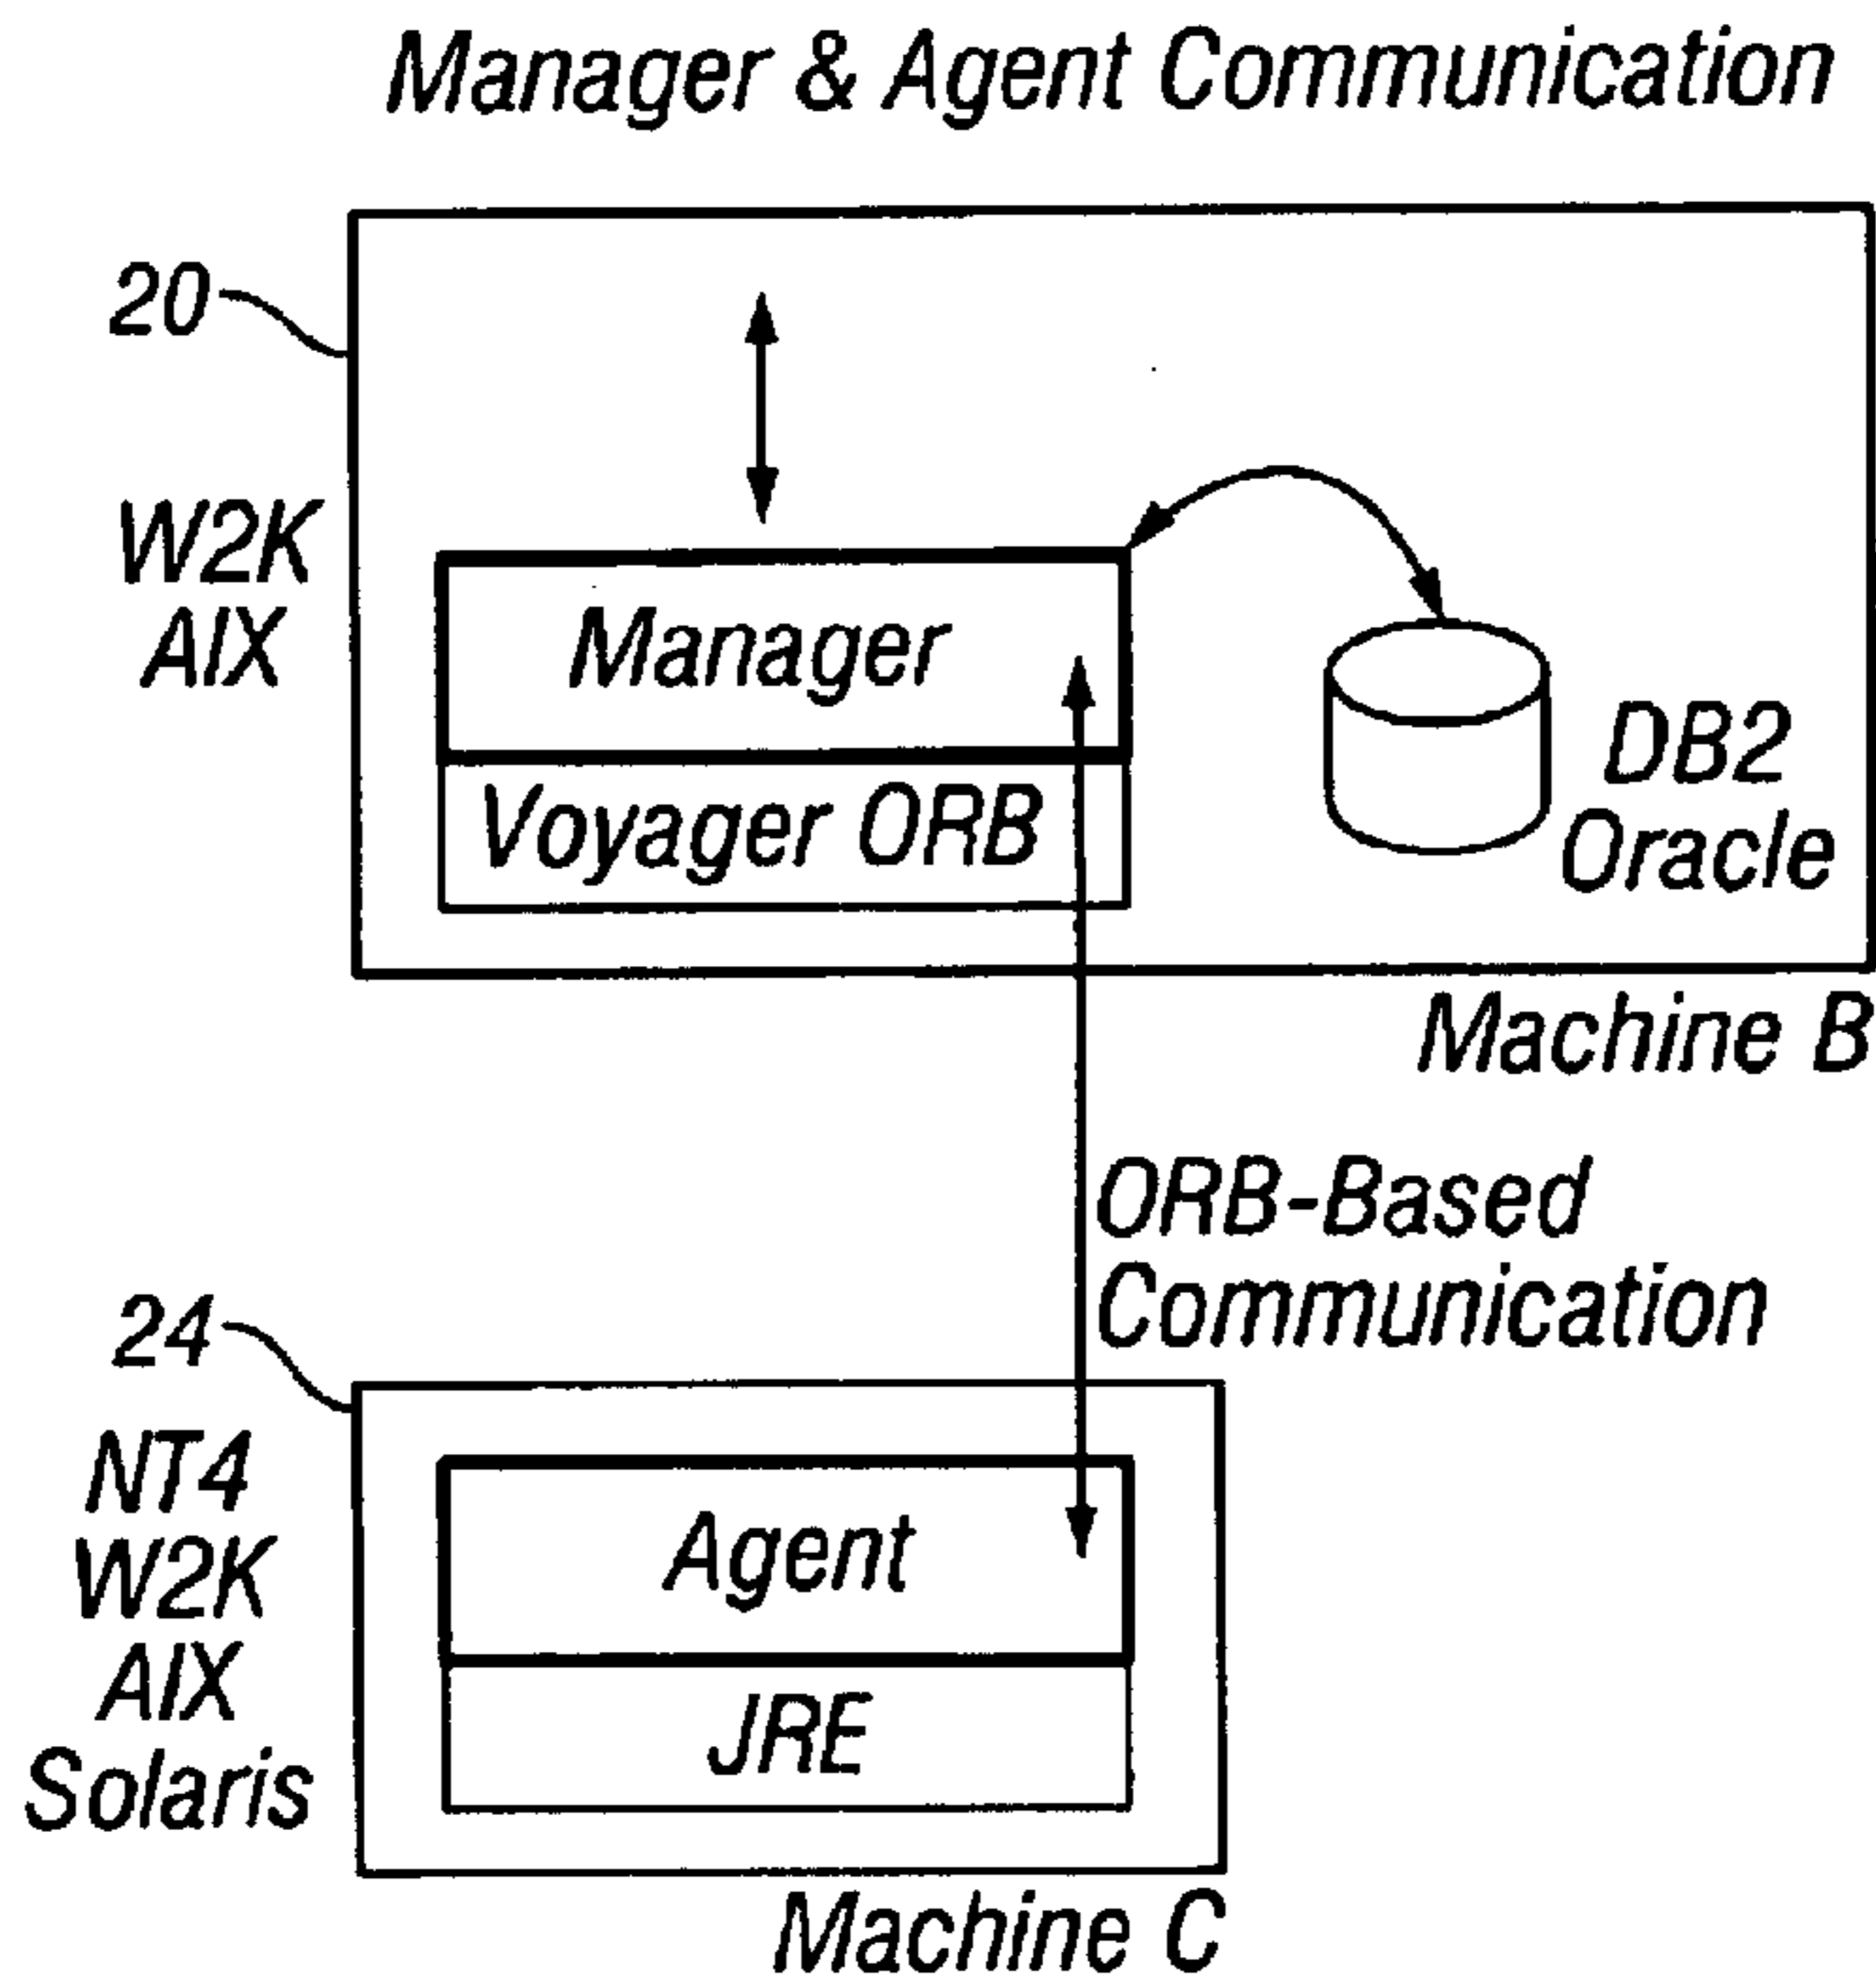 Manager & Agent Communication
20
W2K
AIX
Manager
Voyager ORB
DB2
Oracle
Machine B
ORB-Based
Communication
24
NT4
W2K
AIX
Solaris
Agent
JRE
Machine C